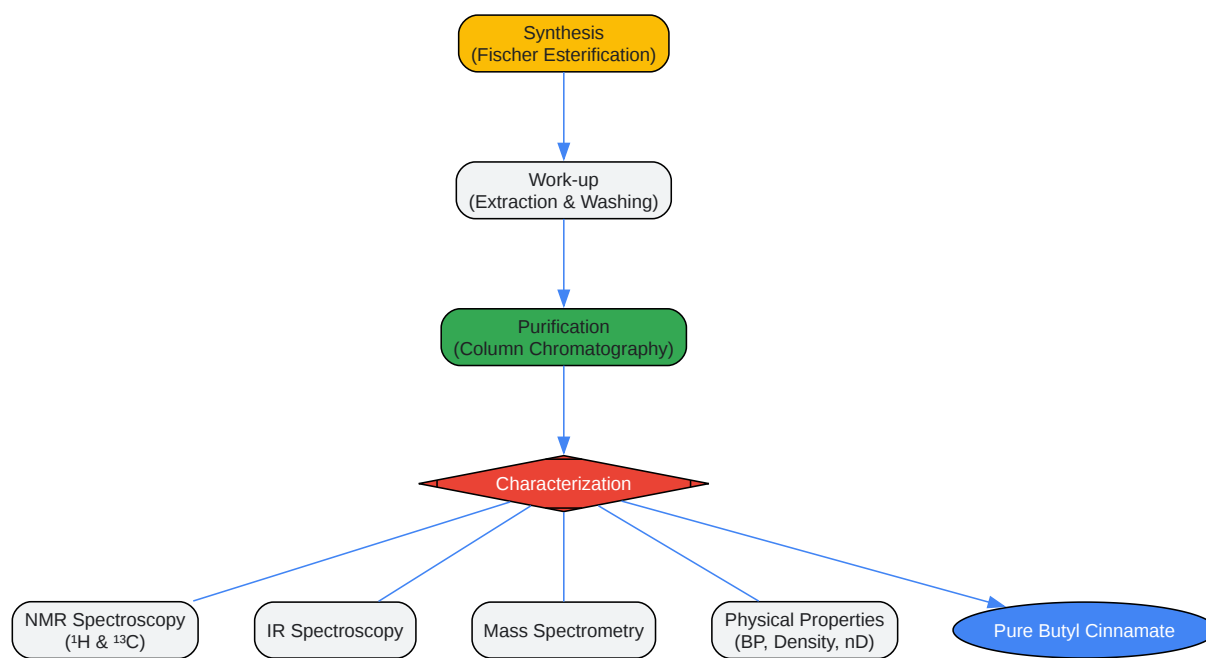 Synthesis
(Fischer Esterification)
Work-up
(Extraction & Washing)
Purification
(Column Chromatography)
Characterization
NMR Spectroscopy
(¹H & ¹³C)
IR Spectroscopy
Mass Spectrometry
Physical Properties
(BP, Density, nD)
Pure Butyl Cinnamate